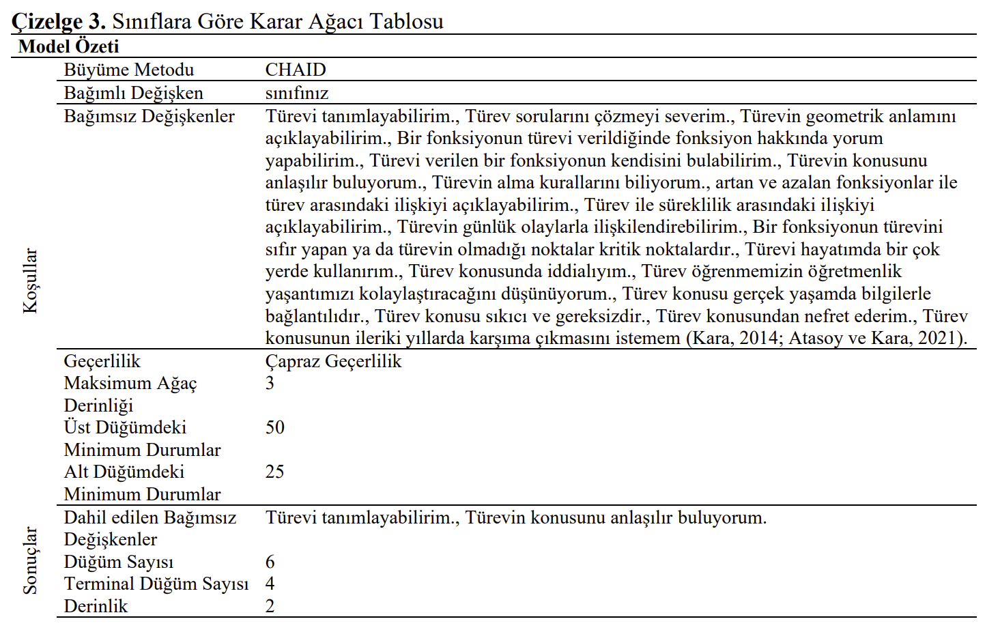 Çizelge 3. Sınıflara Göre Karar Ağacı Tablosu
Model Özeti
Koşullar
Büyüme Metodu CHAID
Bağımlı Değişken sınıfınız
Bağımsız Değişkenler Türevi tanımlayabilirim., Türev sorularını çözmeyi severim., Türevin geometrik anlamını
açıklayabilirim., Bir fonksiyonun türevi verildiğinde fonksiyon hakkında yorum
yapabilirim., Türevi verilen bir fonksiyonun kendisini bulabilirim., Türevin konusunu
anlaşılır buluyorum., Türevin alma kurallarını biliyorum., artan ve azalan fonksiyonlar ile
türev arasındaki ilişkiyi açıklayabilirim., Türev ile süreklilik arasındaki ilişkiyi
açıklayabilirim., Türevin günlük olaylarla ilişkilendirebilirim., Bir fonksiyonun türevini
sıfır yapan ya da türevin olmadığı noktalar kritik noktalardır., Türevi hayatımda bir çok
yerde kullanırım., Türev konusunda iddialıyım., Türev öğrenmemizin öğretmenlik
yaşantımızı kolaylaştıracağını düşünüyorum., Türev konusu gerçek yaşamda bilgilerle
bağlantılıdır., Türev konusu sıkıcı ve gereksizdir., Türev konusundan nefret ederim., Türev
konusunun ileriki yıllarda karşıma çıkmasını istemem (Kara, 2014; Atasoy ve Kara, 2021).
Geçerlilik Çapraz Geçerlilik
Maksimum Ağaç 3
Derinliği
Üst Düğümdeki 50
Minimum Durumlar
Alt Düğümdeki 25
Minimum Durumlar
Sonuçlar
Dahil edilen Bağımsız Türevi tanımlayabilirim., Türevin konusunu anlaşılır buluyorum.
Değişkenler
Düğüm Sayısı 6
Terminal Düğüm Sayısı 4
Derinlik 2